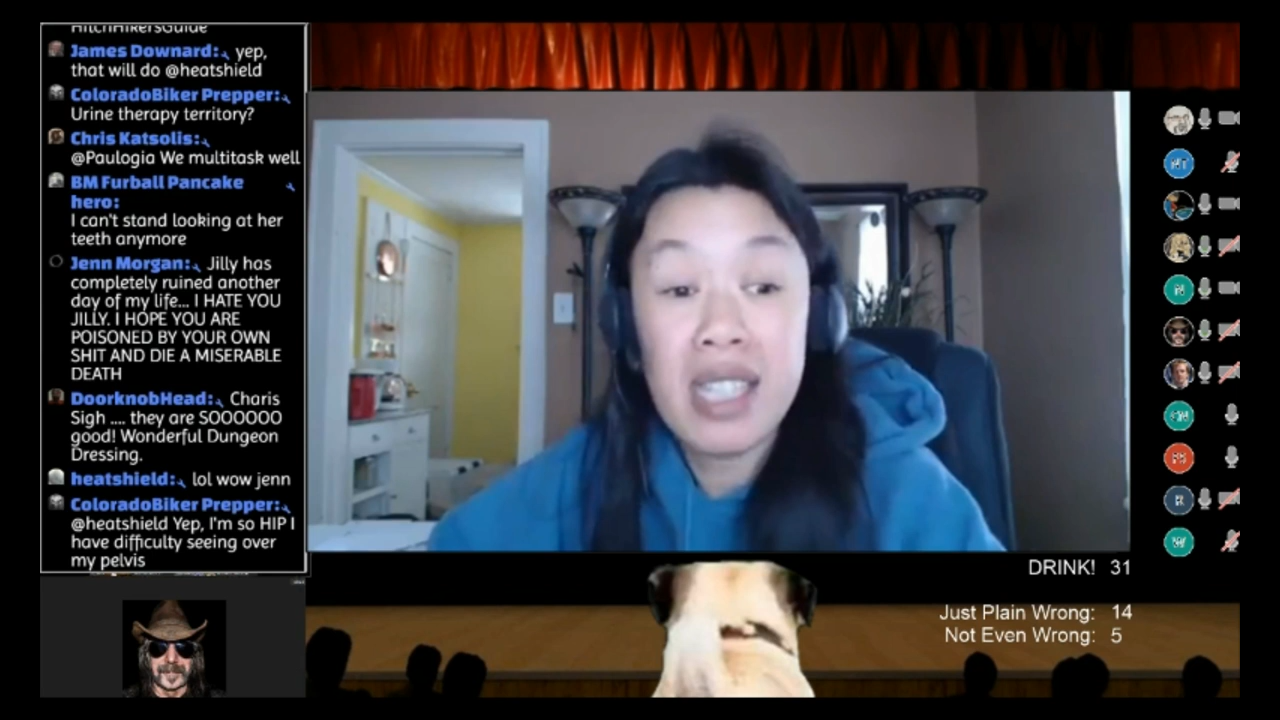 HitchHikersGuide
James Downard: yep,
that will do @heatshield
ColoradoBiker Prepper:
Urine therapy territory?
Chris Katsolis:
@Paulogia We multitask well
BM Furball Pancake
hero:
I can't stand looking at her
teeth anymore
Jenn Morgan: Jilly has
completely ruined another
day of my life... I HATE YOU
JILLY. I HOPE YOU ARE
POISONED BY YOUR OWN
SHIT AND DIE A MISERABLE
DEATH
DoorknobHead: Charis
Sigh .... they are SOOOOOO
good! Wonderful Dungeon
Dressing.
heatshield: lol wow jenn
ColoradoBiker Prepper:
@heatshield Yep, I'm so HIP I
have difficulty seeing over
my pelvis
DRINK! 31
Just Plain Wrong: 14
Not Even Wrong: 5